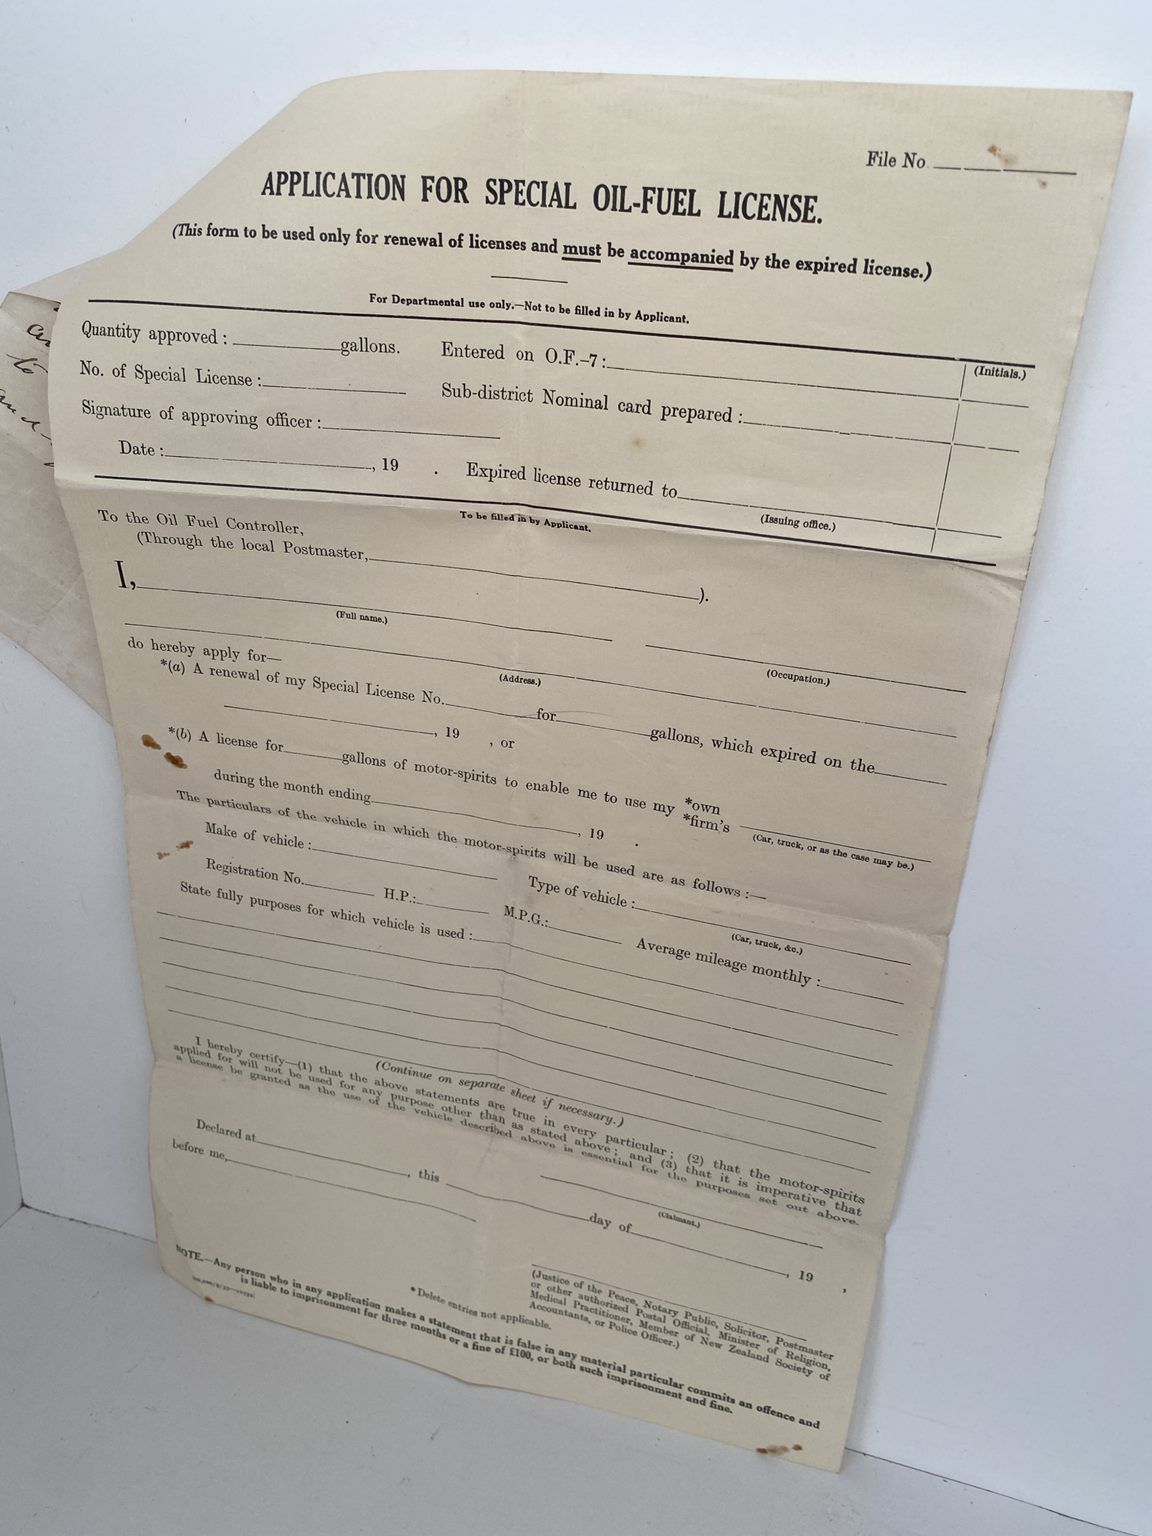 File No.
APPLICATION FOR SPECIAL OIL-FUEL LICENSE.
(This form to be used only for renewal of licenses and must be accompanied by the expired license.)
For Departmental use only.—Not to be filled in by Applicant.
Quantity approved : gallons. Entered on O.F.–7 : (Initials.)
No. of Special License : Sub-district Nominal card prepared :
Signature of approving officer :
Date : , 19 . Expired license returned to
(Issuing office.)
To be filled in by Applicant.
To the Oil Fuel Controller,
(Through the local Postmaster, ).
I,
(Full name.) (Occupation.)
(Address.)
do hereby apply for—
*(a) A renewal of my Special License No. for gallons, which expired on the
, 19 , or
*(b) A license for gallons of motor-spirits to enable me to use my *own
*firm's
(Car, truck, or as the case may be.)
during the month ending , 19 .
The particulars of the vehicle in which the motor-spirits will be used are as follows :—
Make of vehicle : Type of vehicle :
(Car, truck, &c.)
Registration No. H.P.: M.P.G.: Average mileage monthly :
State fully purposes for which vehicle is used :
(Continue on separate sheet if necessary.)
I hereby certify—(1) that the above statements are true in every particular ; (2) that the motor-spirits
applied for will not be used for any purpose other than as stated above ; and (3) that it is imperative that
a license be granted as the use of the vehicle described above is essential for the purposes set out above.
(Claimant.)
Declared at , this day of , 19 ,
before me,
(Justice of the Peace, Notary Public, Solicitor, Postmaster
or other authorized Postal Official, Minister of Religion,
Medical Practitioner, Member of New Zealand Society of
Accountants, or Police Officer.)
* Delete entries not applicable.
NOTE.—Any person who in any application makes a statement that is false in any material particular commits an offence and
is liable to imprisonment for three months or a fine of £100, or both such imprisonment and fine.